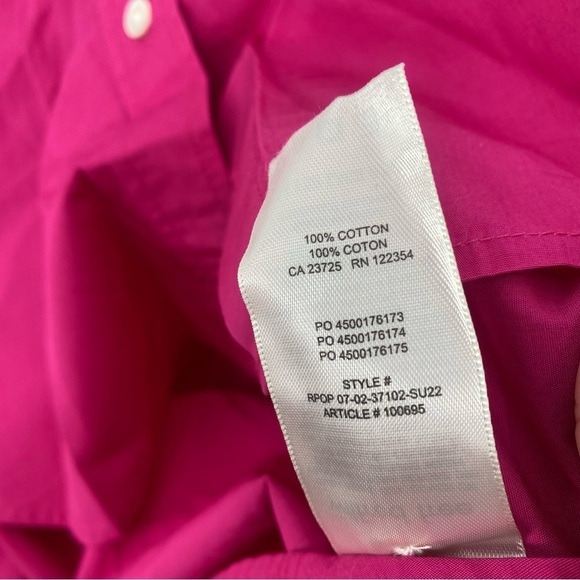 100% COTTON
100% COTON
CA 23725 RN 122354
PO 4500176173
PO 4500176174
PO 4500176175
STYLE #
RPOP 07-02-37102-SU22
ARTICLE # 100695